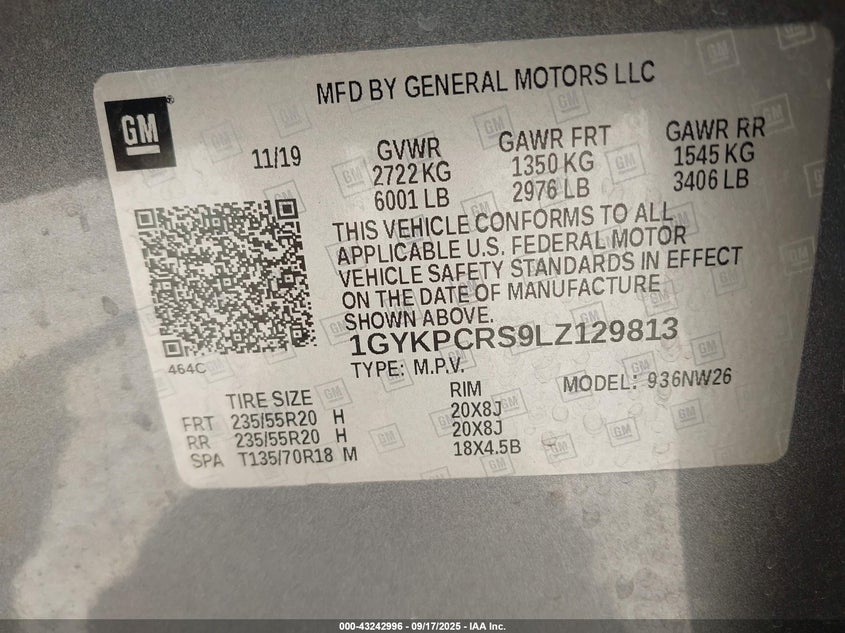 MFD BY GENERAL MOTORS LLC
GM
11/19
GVWR
2722 KG
6001 LB
GAWR FRT
1350 KG
2976 LB
GAWR RR
1545 KG
3406 LB
THIS VEHICLE CONFORMS TO ALL
APPLICABLE U.S. FEDERAL MOTOR
VEHICLE SAFETY STANDARDS IN EFFECT
ON THE DATE OF MANUFACTURE
SHOWN ABOVE.
1GYKPCRS9LZ129813
464C
TYPE: M.P.V.
MODEL: 936NW26
TIRE SIZE RIM
FRT 235/55R20 H 20X8J
RR 235/55R20 H 20X8J
SPA T135/70R18 M 18X4.5B
000-43242996 - 09/17/2025 - IAA Inc.